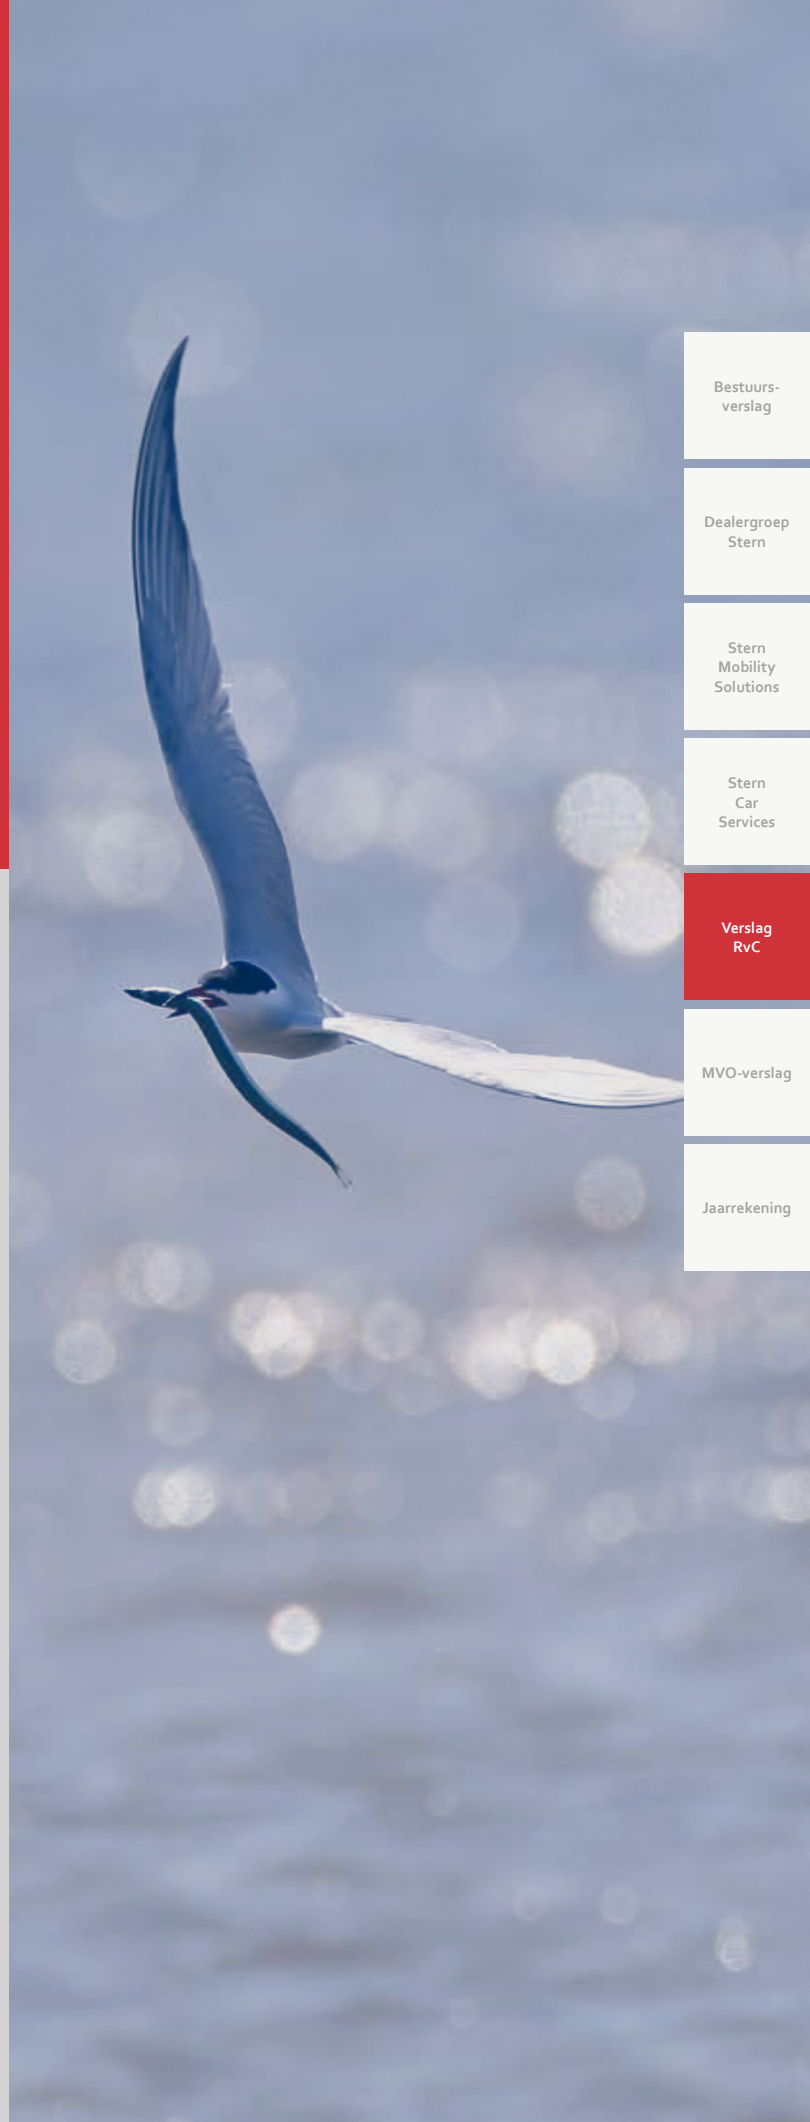 Bestuurs-
verslag
Dealergroep
Stern
Stern
Mobility
Solutions
Stern
Car
Services
Verslag
RvC
MVO-verslag
Jaarrekening